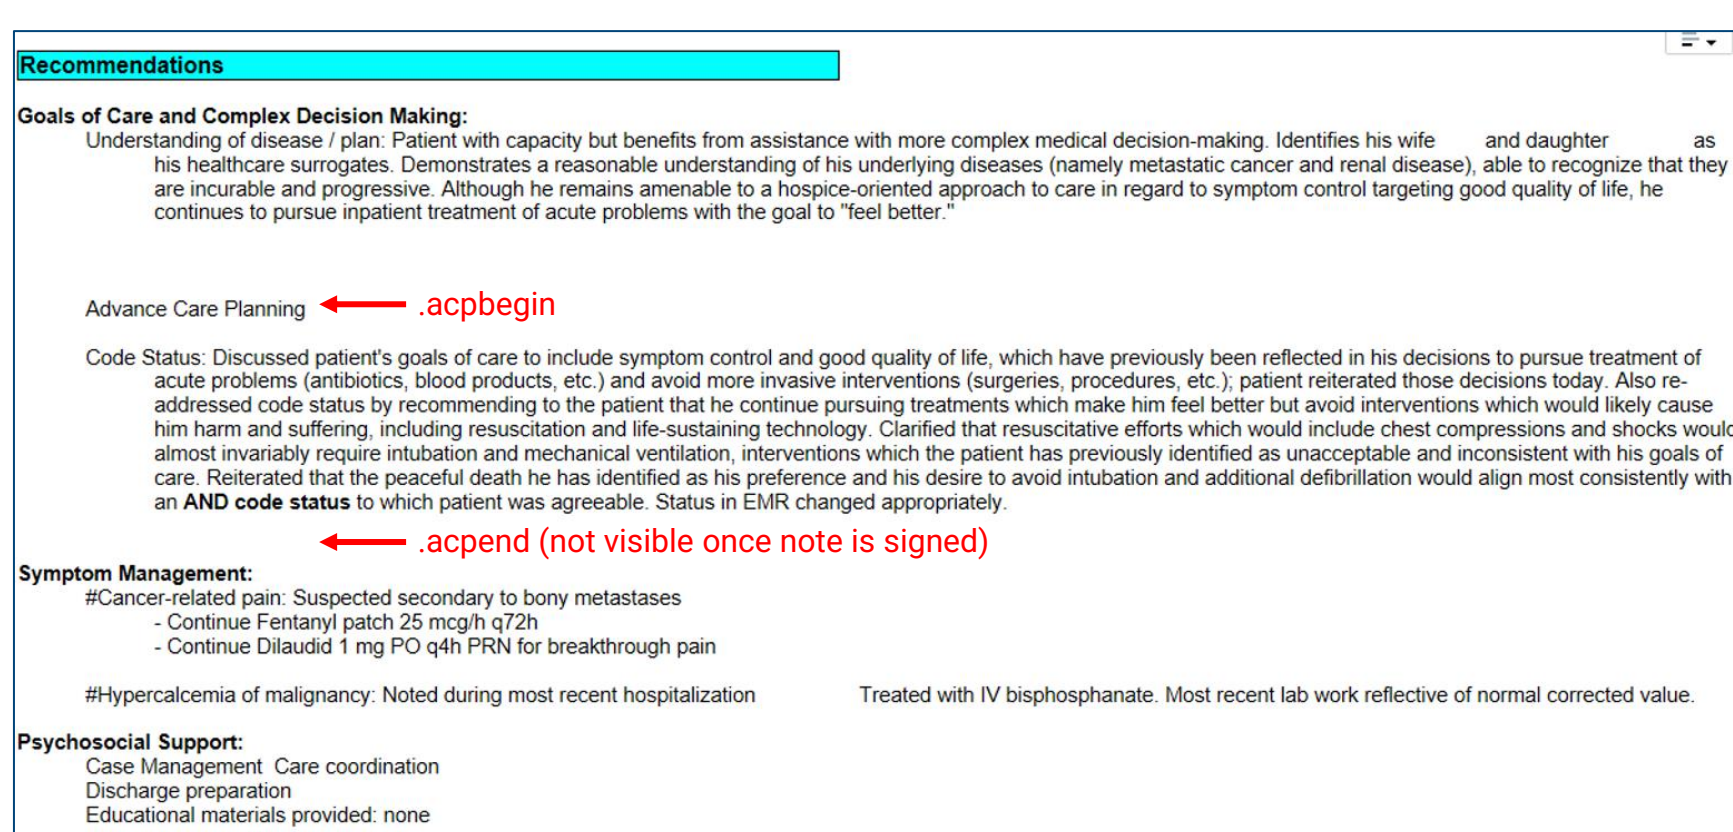 Recommendations
Goals of Care and Complex Decision Making:
Understanding of disease / plan: Patient with capacity but benefits from assistance with more complex medical decision-making. Identifies his wife and daughter as
his healthcare surrogates. Demonstrates a reasonable understanding of his underlying diseases (namely metastatic cancer and renal disease), able to recognize that they
are incurable and progressive. Although he remains amenable to a hospice-oriented approach to care in regard to symptom control targeting good quality of life, he
continues to pursue inpatient treatment of acute problems with the goal to "feel better."
Advance Care Planning .acpbegin
Code Status: Discussed patient's goals of care to include symptom control and good quality of life, which have previously been reflected in his decisions to pursue treatment of
acute problems (antibiotics, blood products, etc.) and avoid more invasive interventions (surgeries, procedures, etc.); patient reiterated those decisions today. Also re-
addressed code status by recommending to the patient that he continue pursuing treatments which make him feel better but avoid interventions which would likely cause
him harm and suffering, including resuscitation and life-sustaining technology. Clarified that resuscitative efforts which would include chest compressions and shocks would
almost invariably require intubation and mechanical ventilation, interventions which the patient has previously identified as unacceptable and inconsistent with his goals of
care. Reiterated that the peaceful death he has identified as his preference and his desire to avoid intubation and additional defibrillation would align most consistently with
an AND code status to which patient was agreeable. Status in EMR changed appropriately.
.acpend (not visible once note is signed)
Symptom Management:
#Cancer-related pain: Suspected secondary to bony metastases
- Continue Fentanyl patch 25 mcg/h q72h
- Continue Dilaudid 1 mg PO q4h PRN for breakthrough pain
#Hypercalcemia of malignancy: Noted during most recent hospitalization Treated with IV bisphosphanate. Most recent lab work reflective of normal corrected value.
Psychosocial Support:
Case Management Care coordination
Discharge preparation
Educational materials provided: none